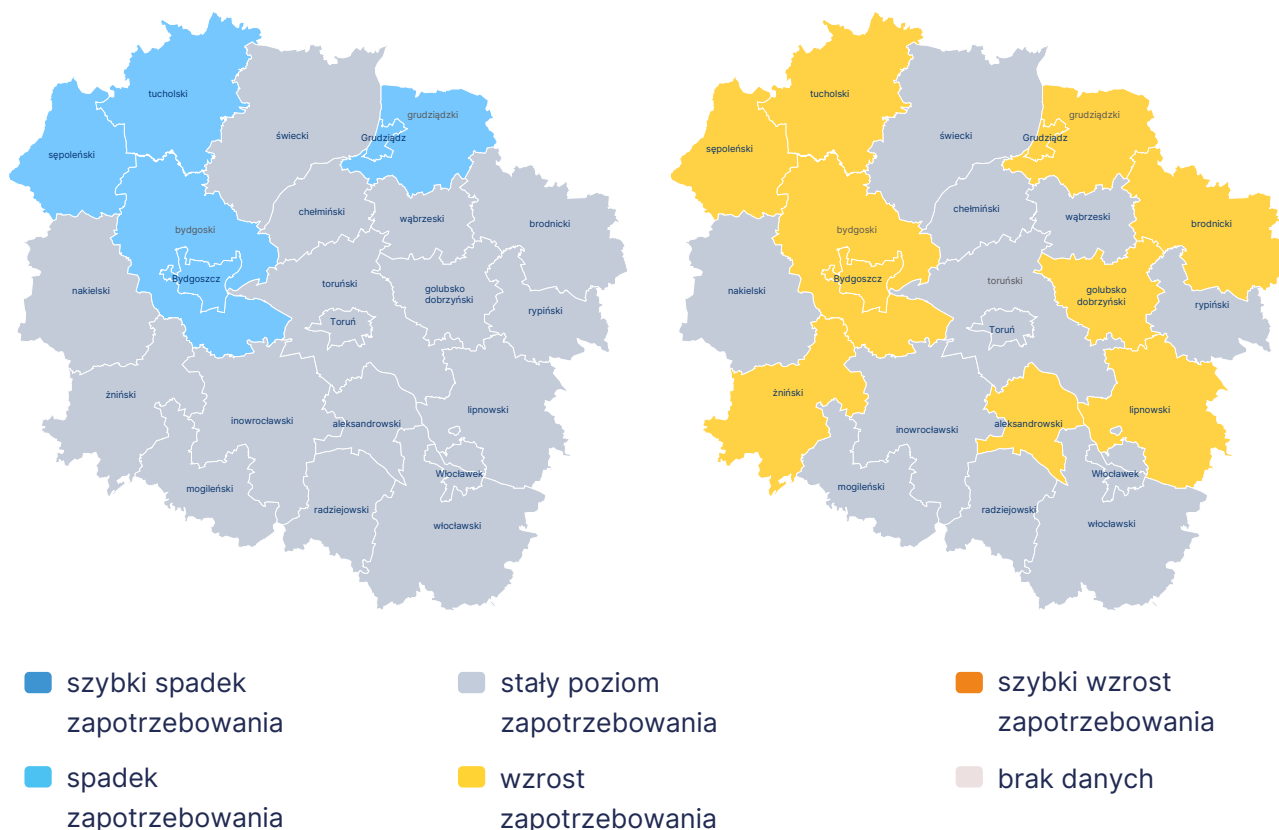 tucholski
grudziądzki
świecki
Grudziądz
sępoleński
chełmiński
wąbrzeski
brodnicki
bydgoski
Bydgoszcz
nakielski
toruński
golubsko
dobrzyński
rypiński
Toruń
żniński
inowrocławski
aleksandrowski
lipnowski
Włocławek
mogileński
radziejowski
włocławski
tucholski
grudziądzki
świecki
Grudziądz
sępoleński
chełmiński
wąbrzeski
brodnicki
bydgoski
Bydgoszcz
nakielski
toruński
golubsko
dobrzyński
rypiński
Toruń
żniński
inowrocławski
aleksandrowski
lipnowski
Włocławek
mogileński
radziejowski
włocławski
szybki spadek
zapotrzebowania
spadek
zapotrzebowania
stały poziom
zapotrzebowania
wzrost
zapotrzebowania
szybki wzrost
zapotrzebowania
brak danych